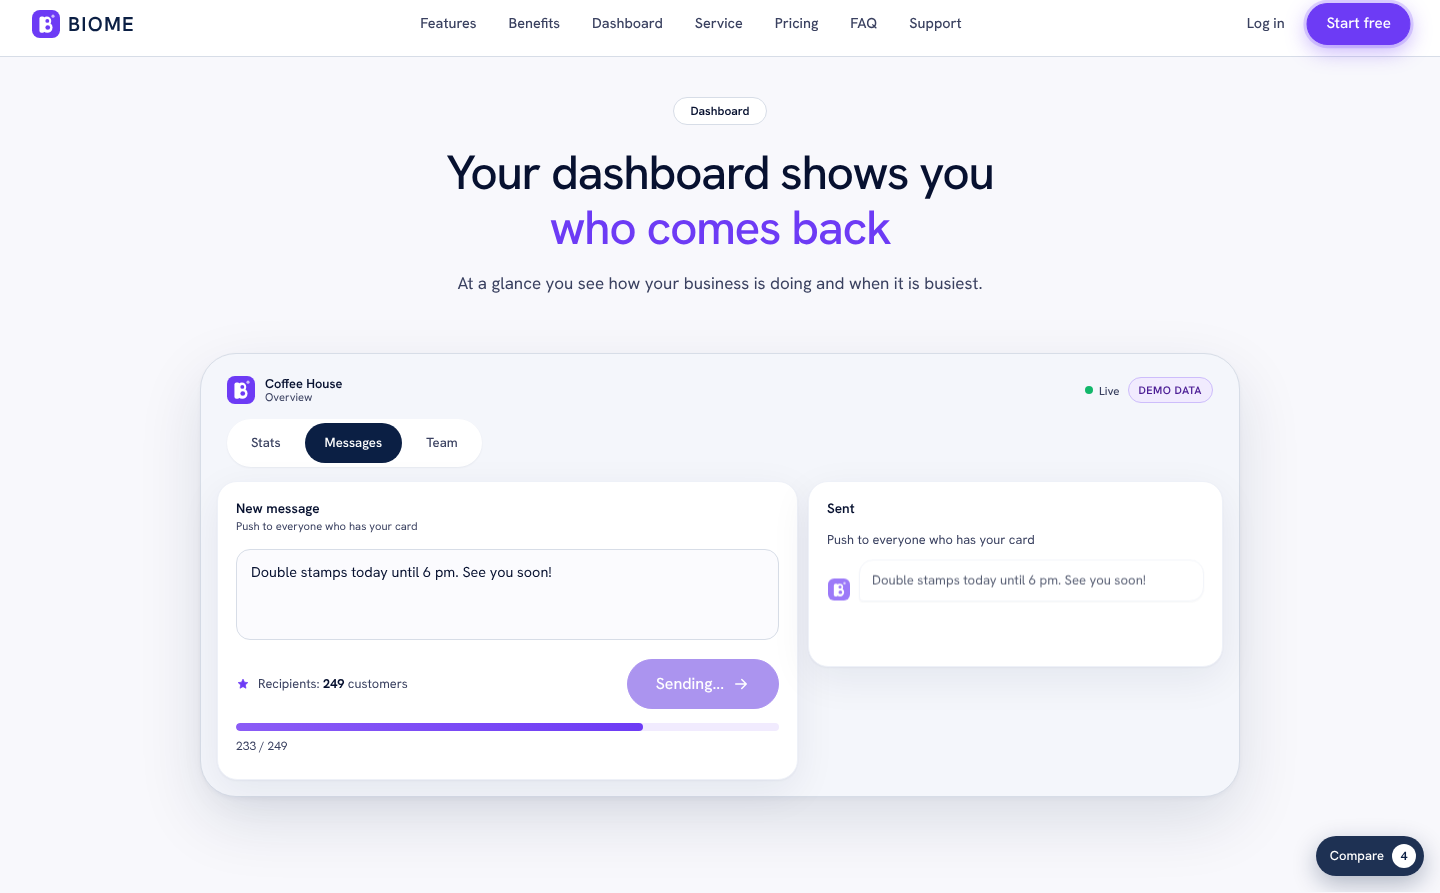 BIOME
Features
Benefits
Dashboard
Service
Pricing
FAQ
Support
Log in
Start free
Dashboard
Your dashboard shows you
who comes back
At a glance you see how your business is doing and when it is busiest.
Coffee House
Overview
Live
DEMO DATA
Stats
Messages
Team
New message
Push to everyone who has your card
Double stamps today until 6 pm. See you soon!
Recipients: 249 customers
Sending...
233 / 249
Sent
Push to everyone who has your card
Double stamps today until 6 pm. See you soon!
Compare 4